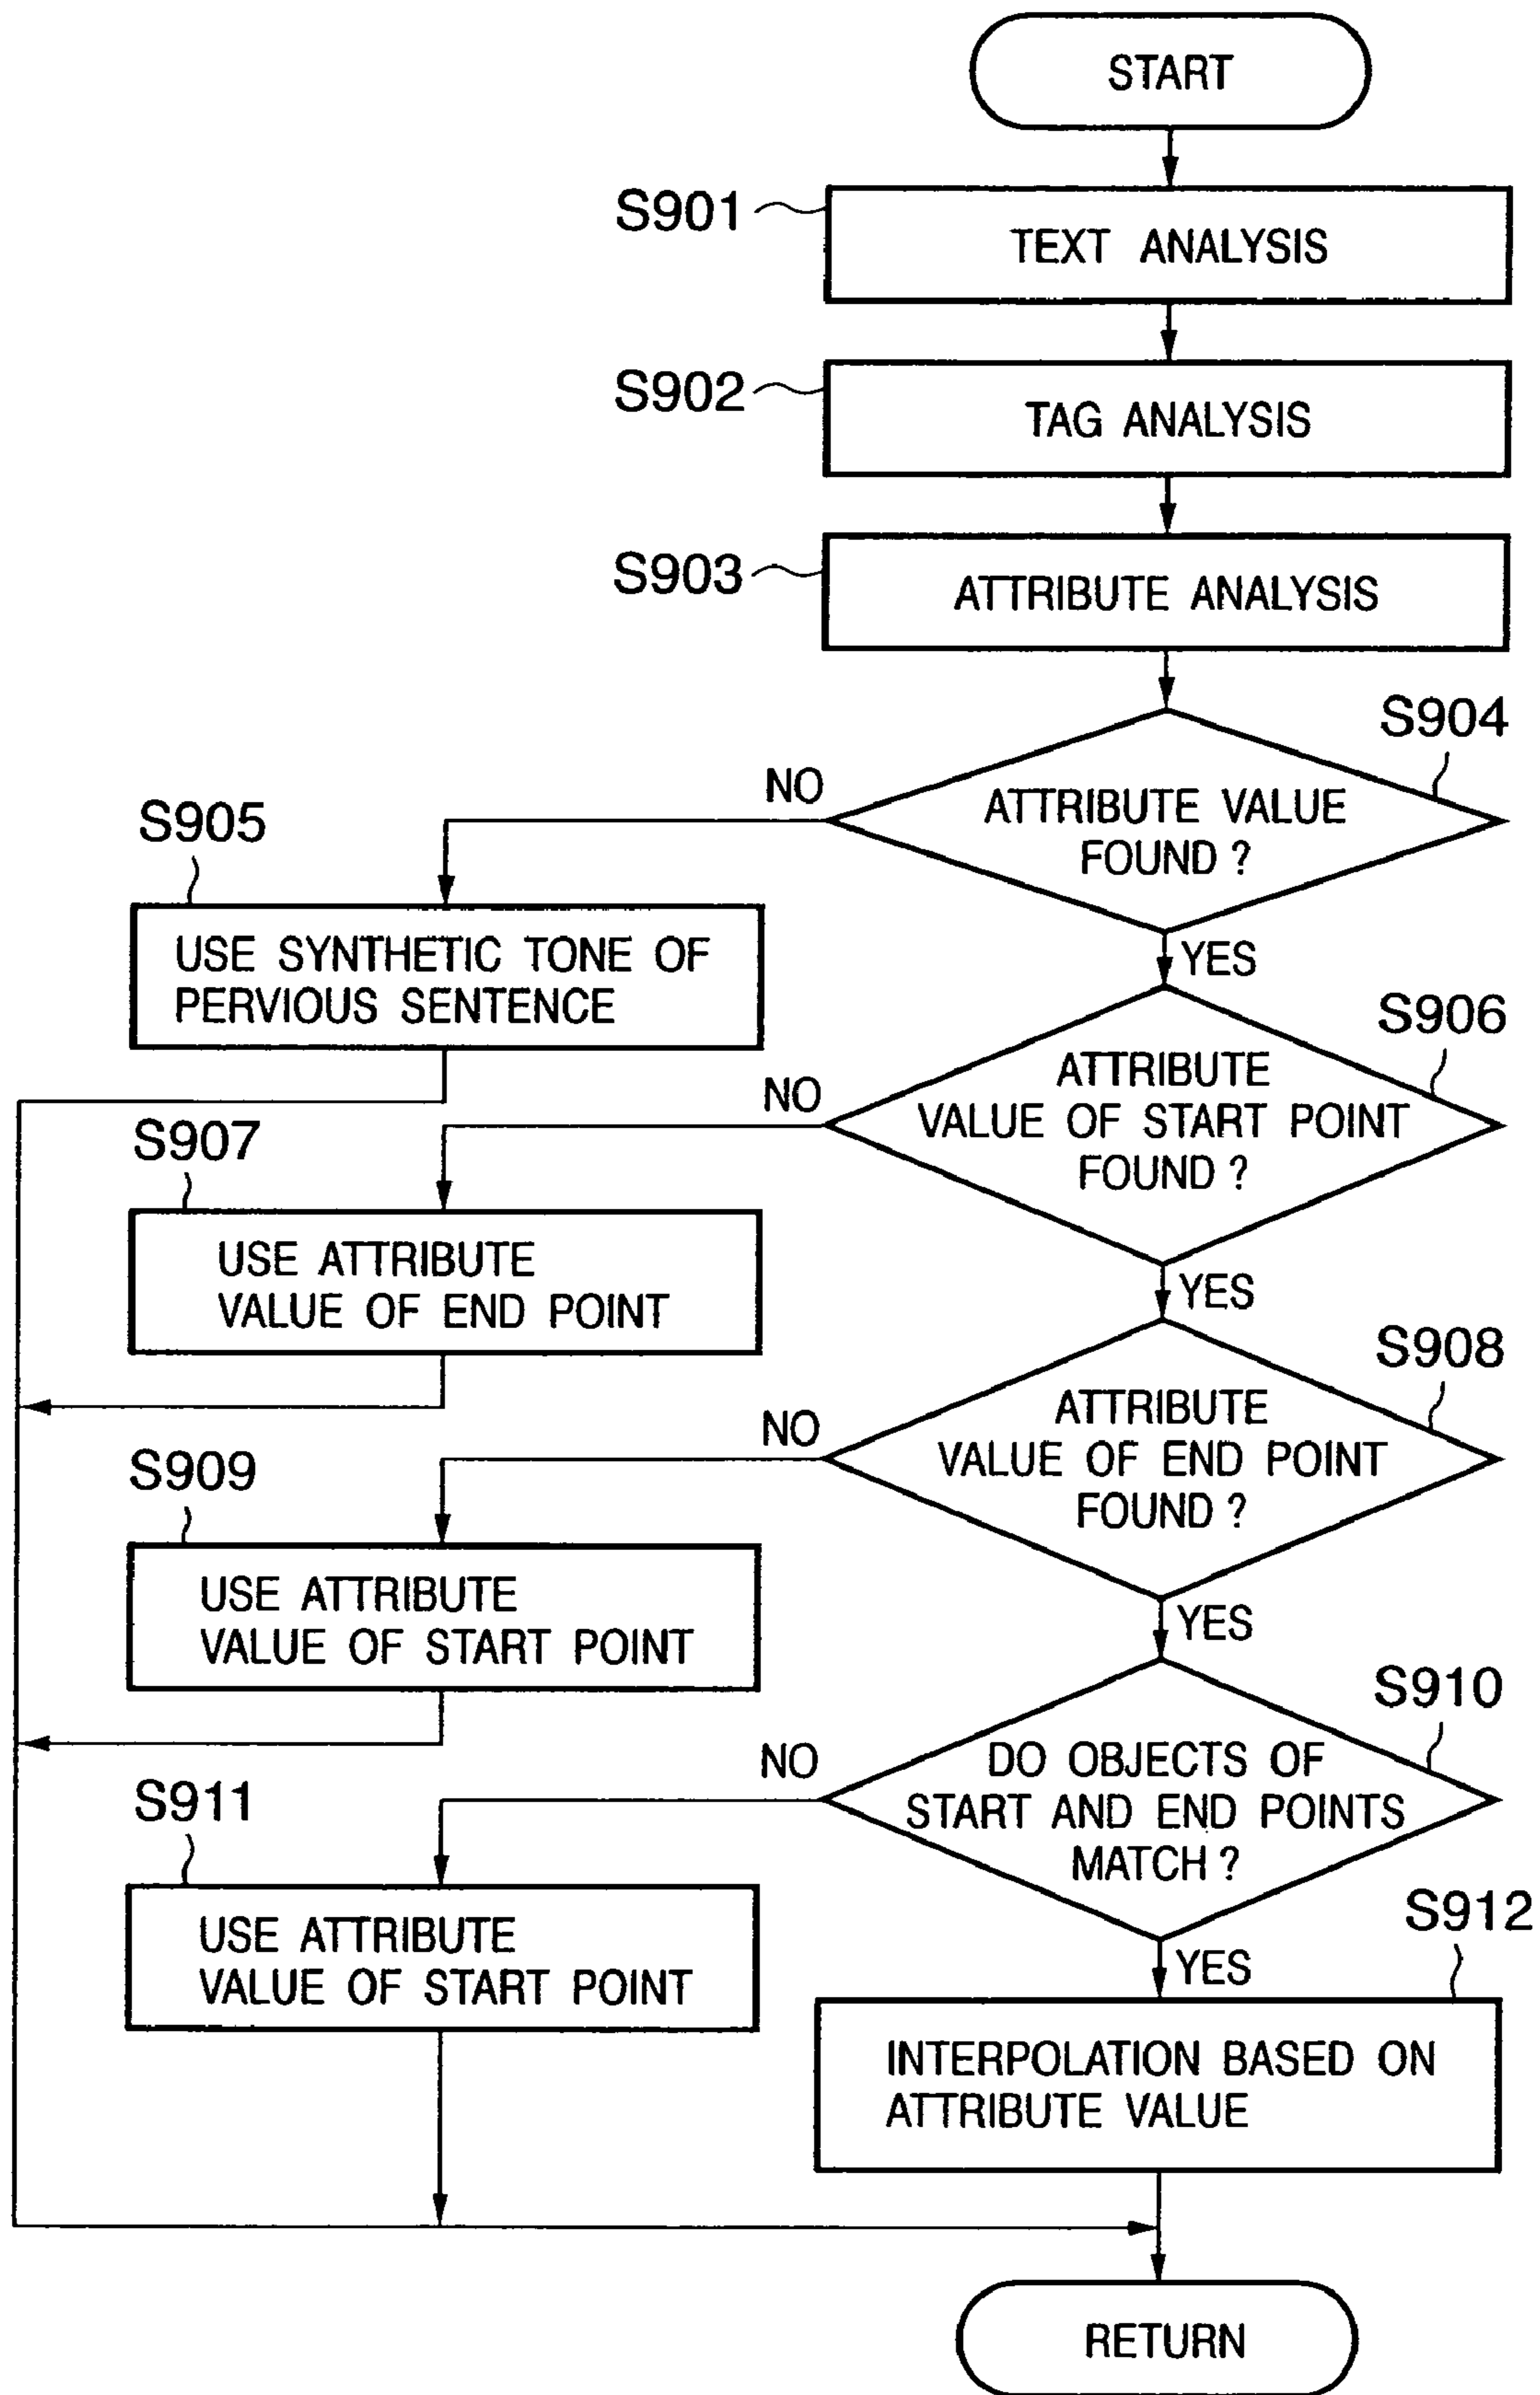 START
S901
TEXT ANALYSIS
S902
TAG ANALYSIS
S903
ATTRIBUTE ANALYSIS
S904
ATTRIBUTE VALUE
FOUND ?
NO
YES
S905
USE SYNTHETIC TONE OF
PERVIOUS SENTENCE
S906
ATTRIBUTE
VALUE OF START POINT
FOUND ?
NO
YES
S907
USE ATTRIBUTE
VALUE OF END POINT
S908
ATTRIBUTE
VALUE OF END POINT
FOUND ?
NO
YES
S909
USE ATTRIBUTE
VALUE OF START POINT
S910
DO OBJECTS OF
START AND END POINTS
MATCH ?
NO
YES
S911
USE ATTRIBUTE
VALUE OF START POINT
S912
INTERPOLATION BASED ON
ATTRIBUTE VALUE
RETURN